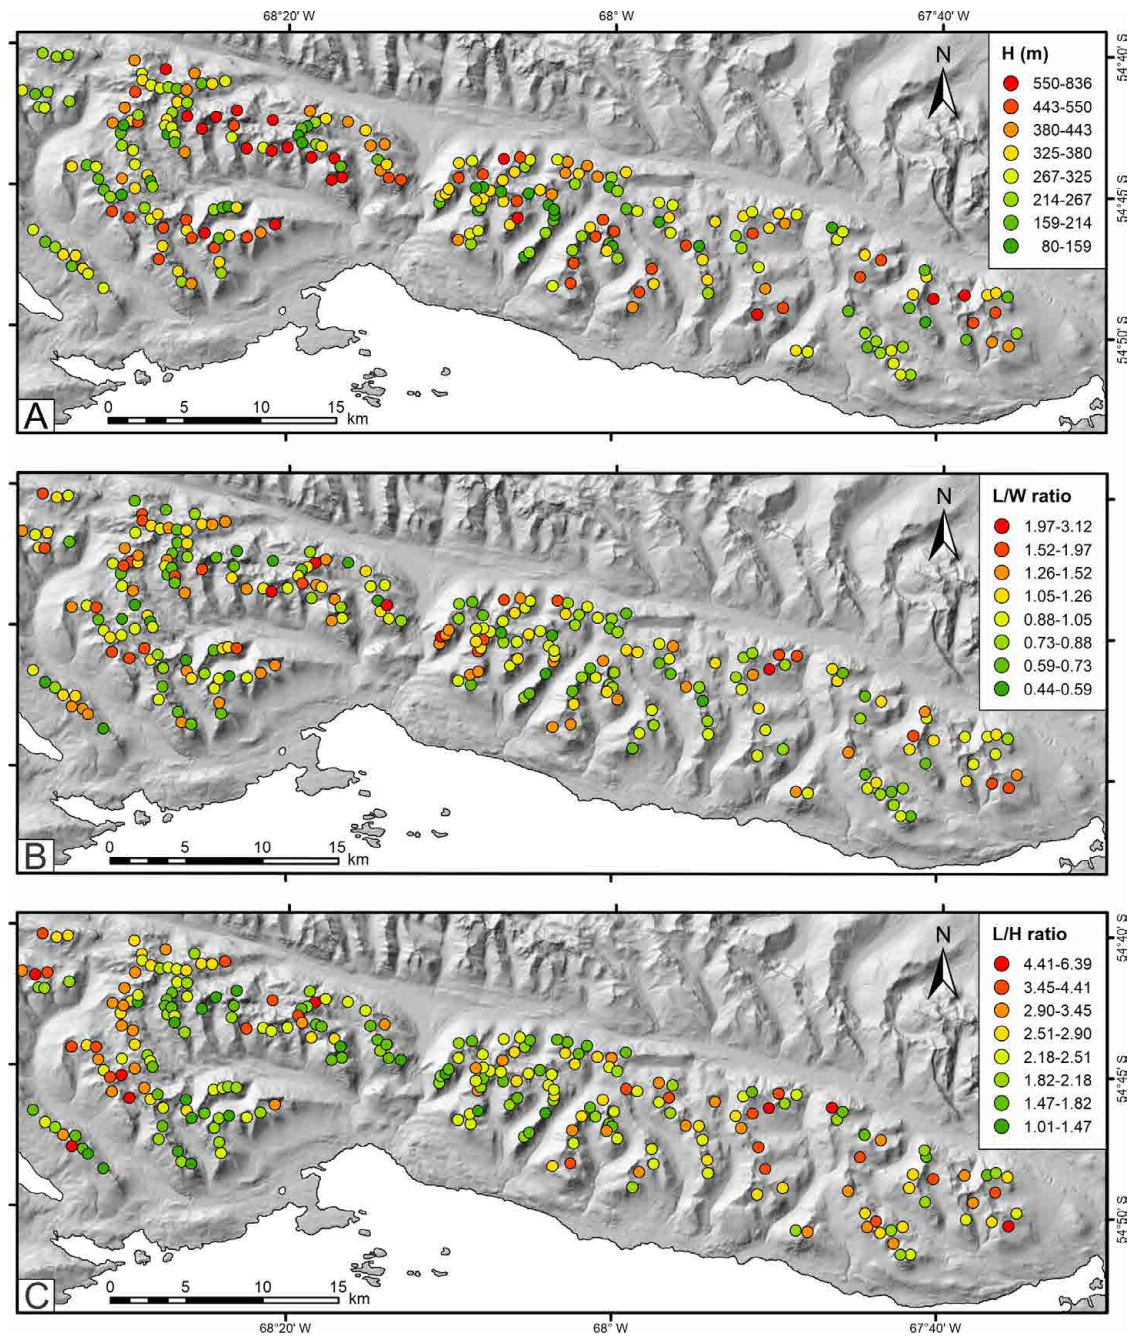 68°20' W
68° W
67°40' W
N
H (m)
550-836
443-550
380-443
325-380
267-325
214-267
159-214
80-159
54°40' S
54°45' S
54°50' S
A
0 5 10 15
km
N
L/W ratio
1.97-3.12
1.52-1.97
1.26-1.52
1.05-1.26
0.88-1.05
0.73-0.88
0.59-0.73
0.44-0.59
B
0 5 10 15
km
N
L/H ratio
4.41-6.39
3.45-4.41
2.90-3.45
2.51-2.90
2.18-2.51
1.82-2.18
1.47-1.82
1.01-1.47
54°40' S
54°45' S
54°50' S
C
0 5 10 15
km
68°20' W
68° W
67°40' W